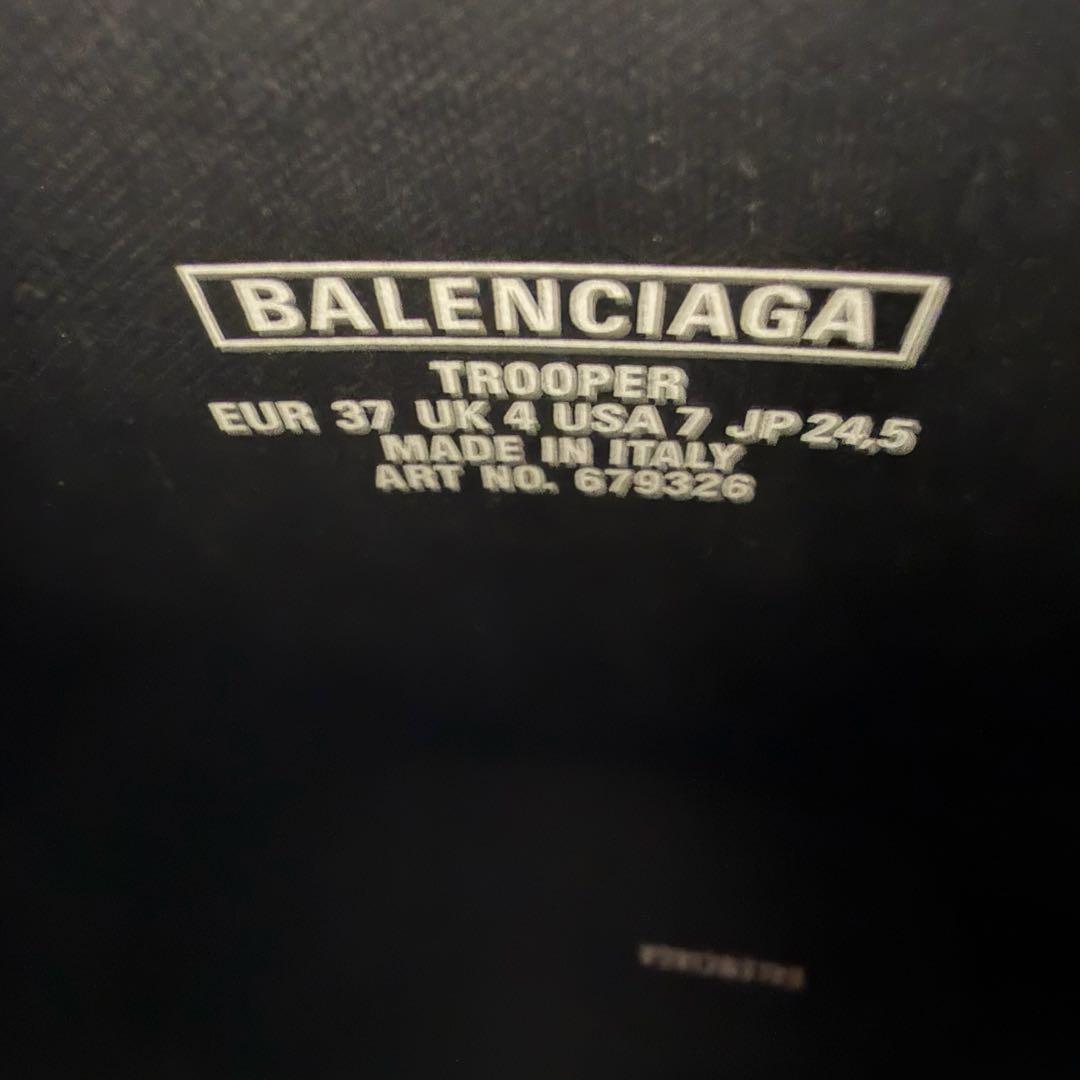 BALENCIAGA
TROOPER
EUR 37 UK 4 USA 7 JP 24,5
MADE IN ITALY
ART NO. 679326